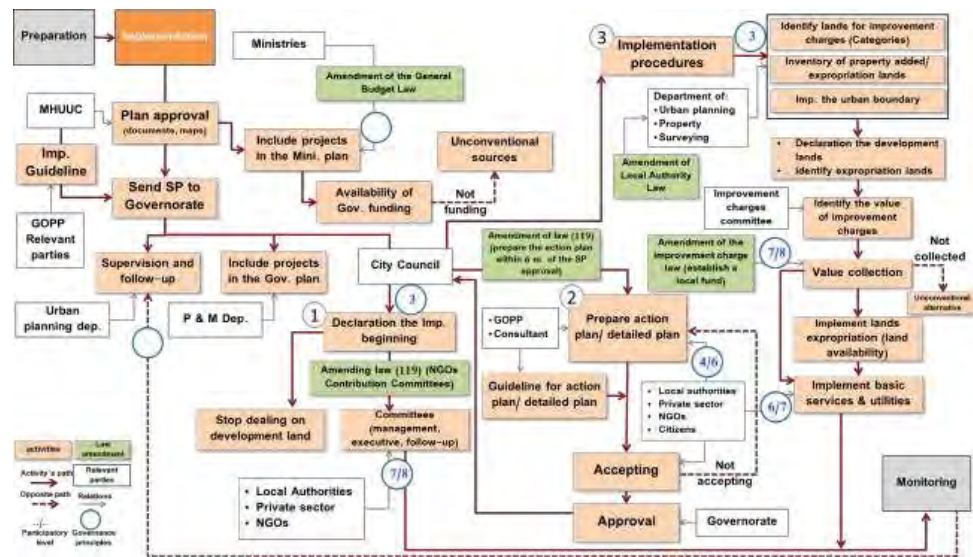 Preparation
Implementation
Ministries
Amendment of the General
Budget Law
MHUUC
Plan approval
(documents, maps)
Include projects
in the Mini. plan
Unconventional
sources
Imp.
Guideline
Send SP to
Governorate
Availability of
Gov. funding
Not
funding
GOPP
Relevant
parties
Supervision and
follow-up
Include projects
in the Gov. plan
City Council
Urban
planning dep.
P & M Dep.
3
1
Declaration the Imp.
beginning
Amending law (119) (NGOs
Contribution Committees)
Stop dealing on
development land
Committees
(management,
executive, follow-up)
7/8
• Local Authorities
• Private sector
• NGOs
3
Implementation
procedures
3
Identify lands for improvement
charges (Categories)
Inventory of property added/
expropriation lands
Imp. the urban boundary
Department of:
• Urban planning
• Property
• Surveying
Amendment of
Local Authority
Law
• Declaration the development
lands
• Identify expropriation lands
Improvement
charges
committee
Identify the value
of improvement
charges
Amendment of law (119)
(prepare the action plan
within 6 m. of the SP
approval)
Amendment of the
improvement charge
law (establish a
local fund)
7/8
Value collection
Not
collected
Unconventional
alternative
2
• GOPP
• Consultant
Prepare action
plan/ detailed plan
Implement lands
expropriation (land
availability)
4/6
Guideline for action
plan/ detailed plan
• Local authorities
• Private sector
• NGOs
• Citizens
6/7
Implement basic
services & utilities
Accepting
Not
accepting
Monitoring
Approval
Governorate
activities
Law
amendment
Activity's path
Relevant
parties
Opposite path
Relations
-/-
Participatory
level
Governance
principles